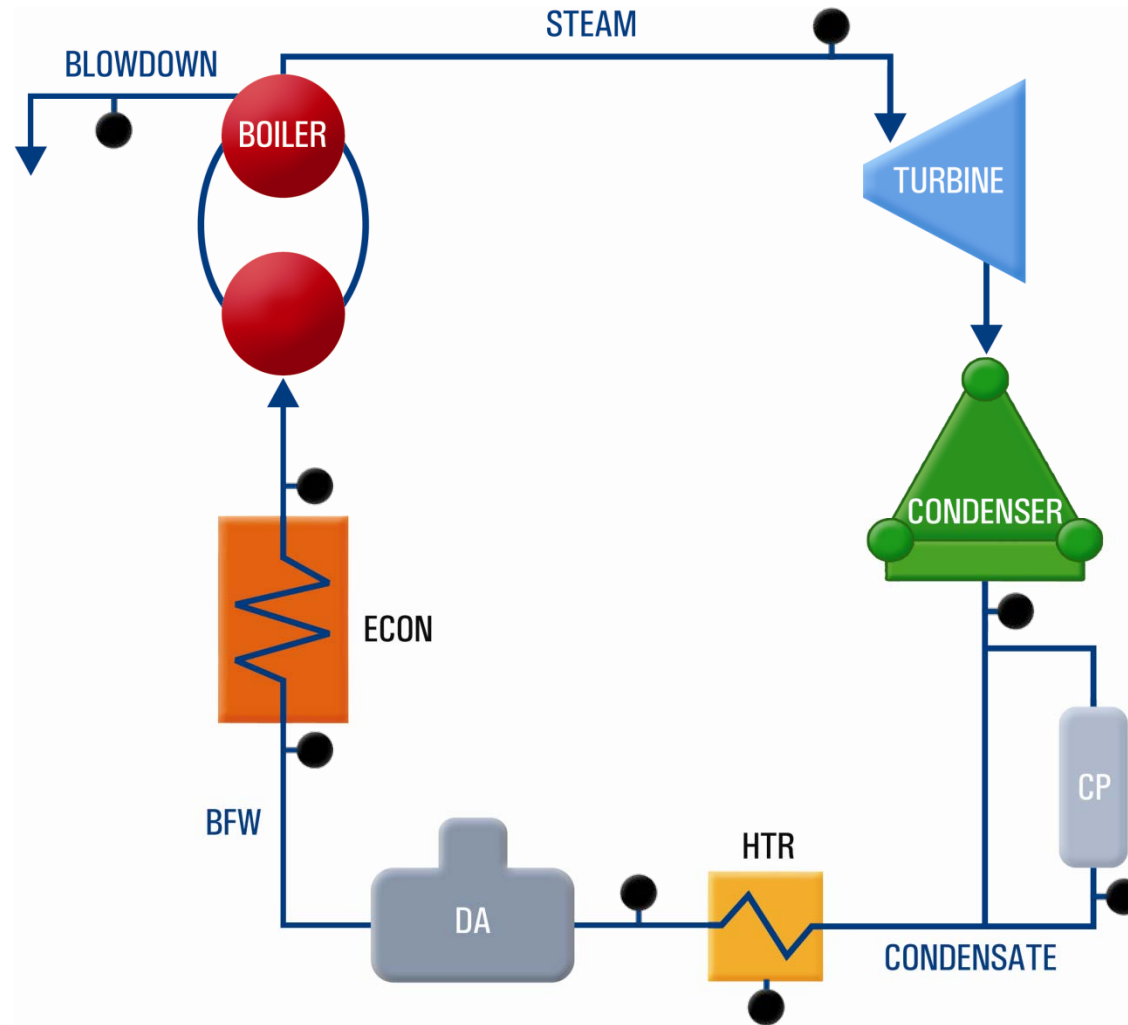 STEAM
BLOWDOWN
BOILER
TURBINE
CONDENSER
ECON
CP
BFW
HTR
DA
CONDENSATE